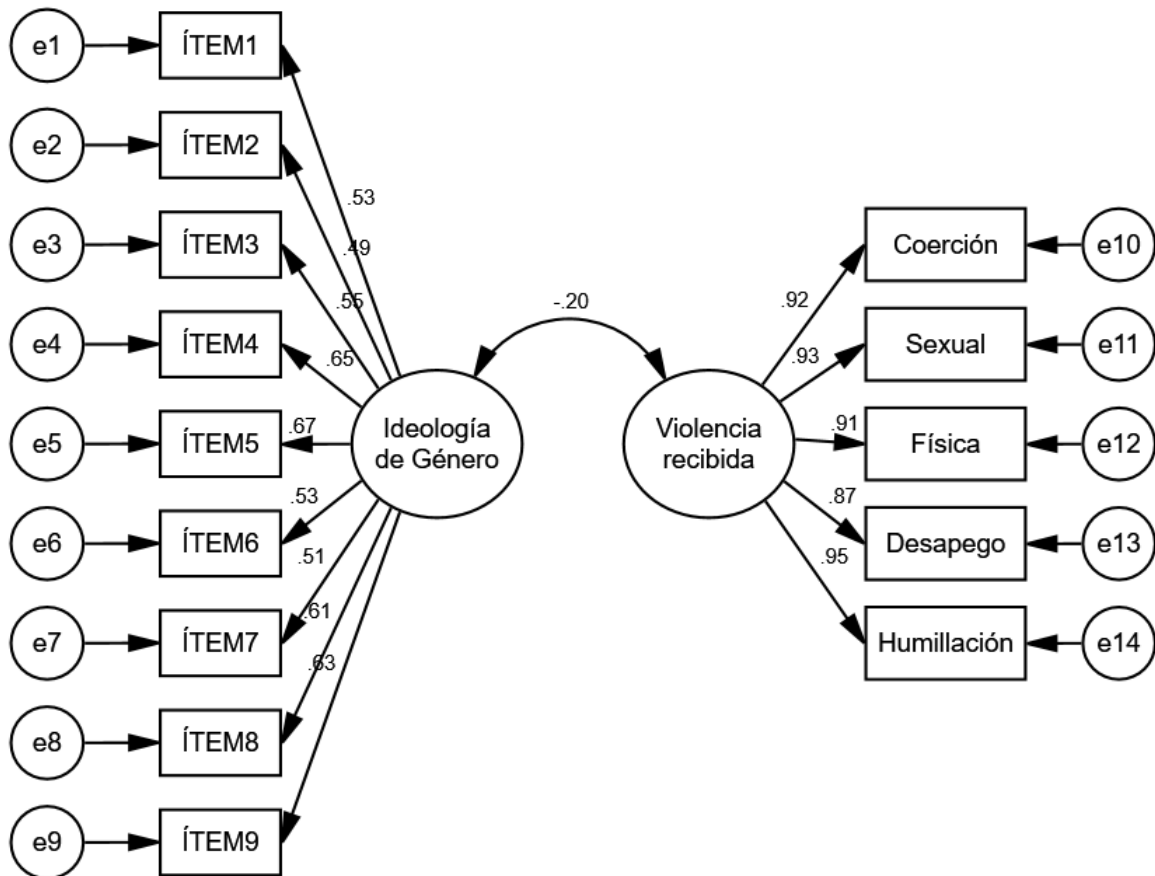 e1
ÍTEM1
e2
ÍTEM2
e3
ÍTEM3
e4
ÍTEM4
e5
ÍTEM5
e6
ÍTEM6
e7
ÍTEM7
e8
ÍTEM8
e9
ÍTEM9
.53
.49
.55
.65
.67
.53
.51
.61
.63
Ideología
de Género
-.20
Violencia
recibida
.92
.93
.91
.87
.95
Coerción
e10
Sexual
e11
Física
e12
Desapego
e13
Humillación
e14